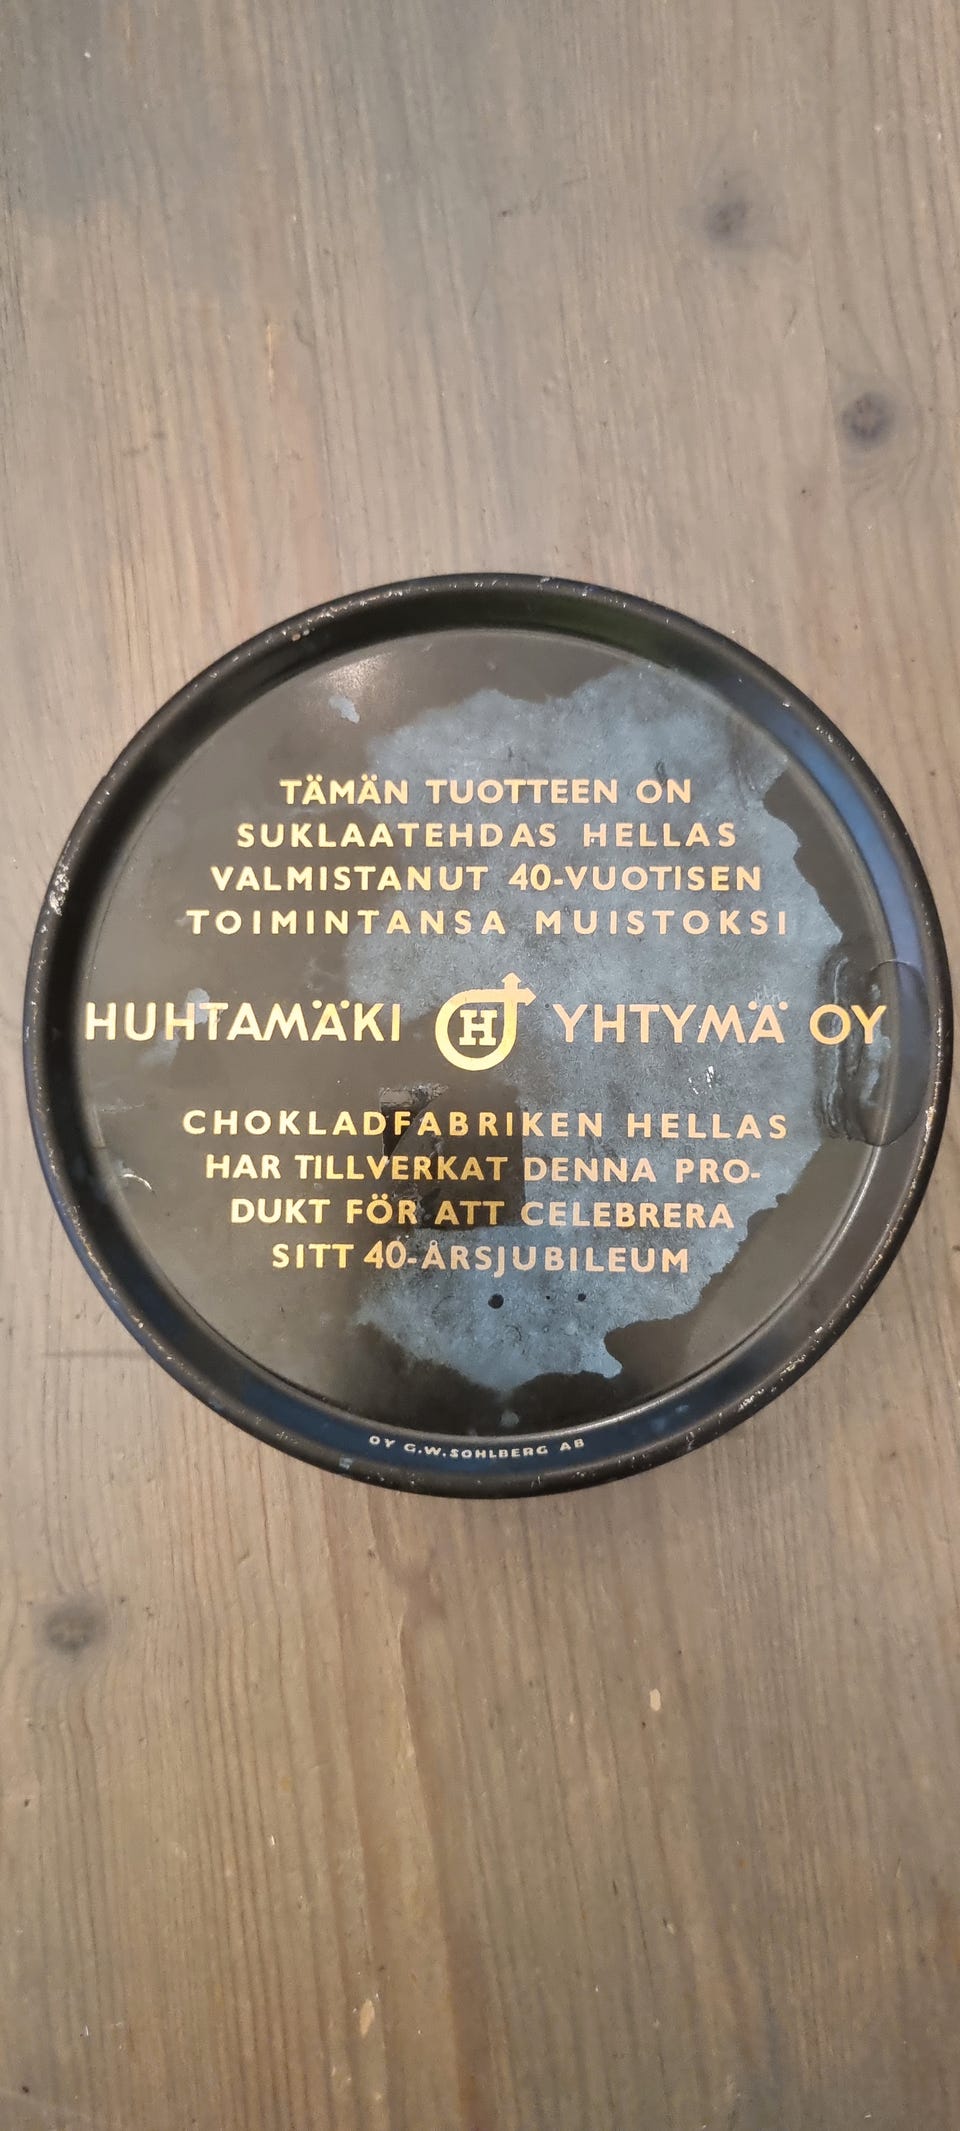 TÄMÄN TUOTTEEN ON
SUKLAATEHDAS HELLAS
VALMISTANUT 40-VUOTISEN
TOIMINTANSA MUISTOKSI
HUHTAMÄKI H YHTYMÄ OY
CHOKLADFABRIKEN HELLAS
HAR TILLVERKAT DENNA PRO-
DUKT FÖR ATT CELEBRERA
SITT 40-ÅRSJUBILEUM
OY G.W.SOHLBERG AB